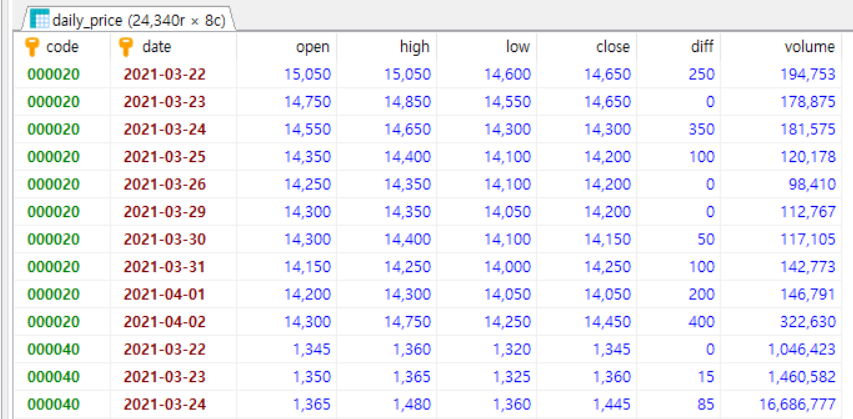 daily_price (24,340r × 8c)
code date open high low close diff volume
000020 2021-03-22 15,050 15,050 14,600 14,650 250 194,753
000020 2021-03-23 14,750 14,850 14,550 14,650 0 178,875
000020 2021-03-24 14,550 14,650 14,300 14,300 350 181,575
000020 2021-03-25 14,350 14,400 14,100 14,200 100 120,178
000020 2021-03-26 14,250 14,350 14,100 14,200 0 98,410
000020 2021-03-29 14,300 14,350 14,050 14,200 0 112,767
000020 2021-03-30 14,300 14,400 14,100 14,150 50 117,105
000020 2021-03-31 14,150 14,250 14,000 14,250 100 142,773
000020 2021-04-01 14,200 14,300 14,050 14,050 200 146,791
000020 2021-04-02 14,300 14,750 14,250 14,450 400 322,630
000040 2021-03-22 1,345 1,360 1,320 1,345 0 1,046,423
000040 2021-03-23 1,350 1,365 1,325 1,360 15 1,460,582
000040 2021-03-24 1,365 1,480 1,360 1,445 85 16,686,777